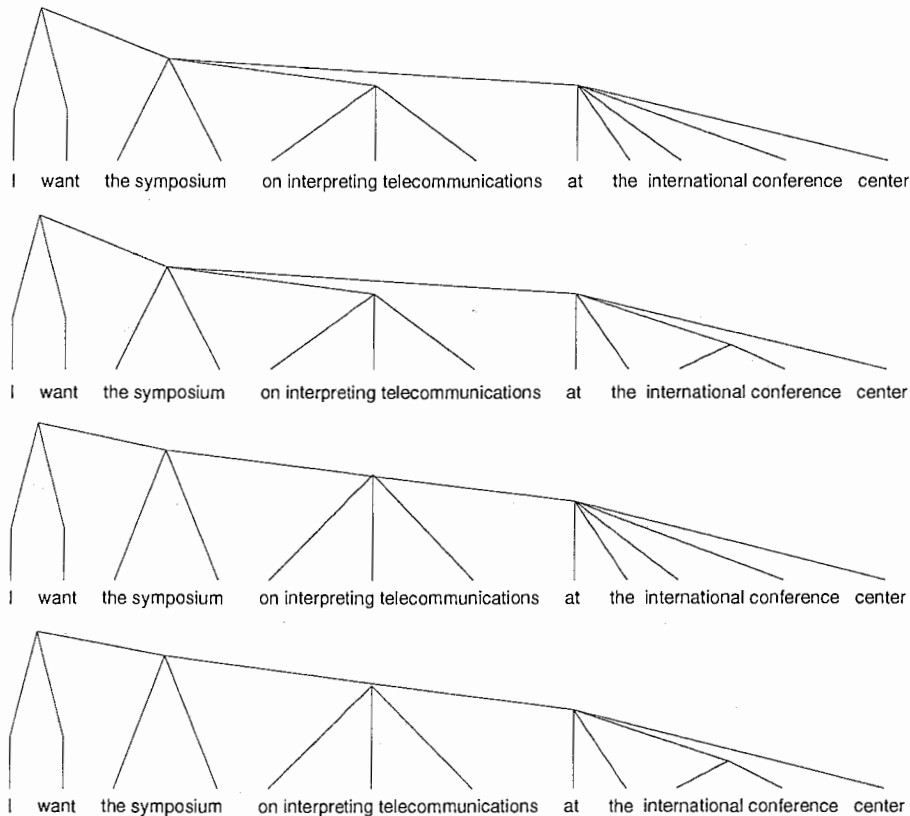 I want the symposium on interpreting telecommunications at the international conference center
I want the symposium on interpreting telecommunications at the international conference center
I want the symposium on interpreting telecommunications at the international conference center
I want the symposium on interpreting telecommunications at the international conference center